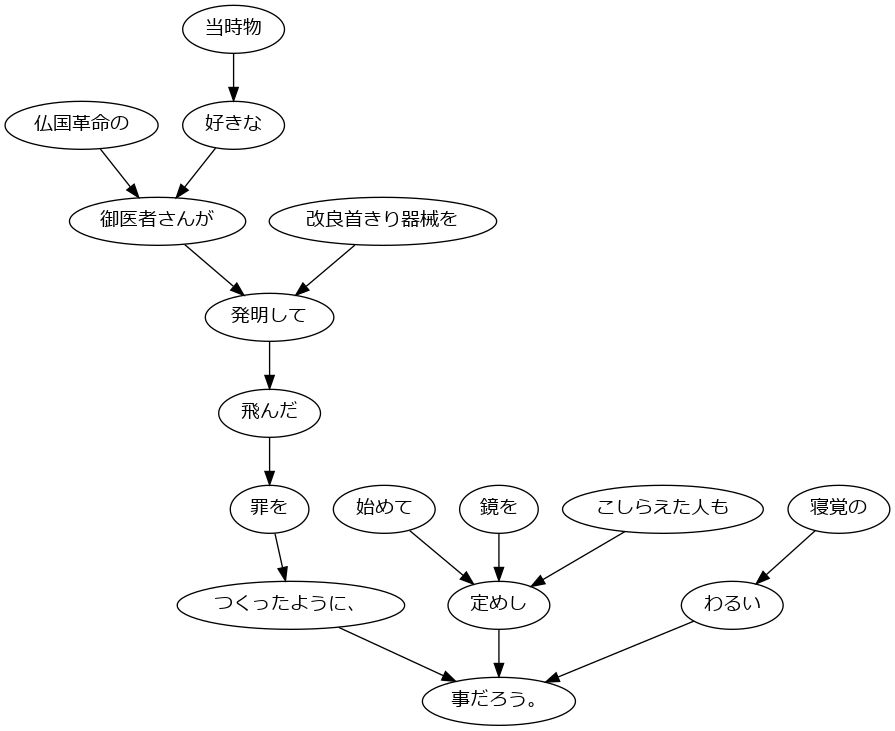 当時物
仏国革命の
好きな
御医者さんが
改良首きり器械を
発明して
飛んだ
罪を
始めて
鏡を
こしらえた人も
寝覚の
つくったように、
定めし
わるい
事だろう。